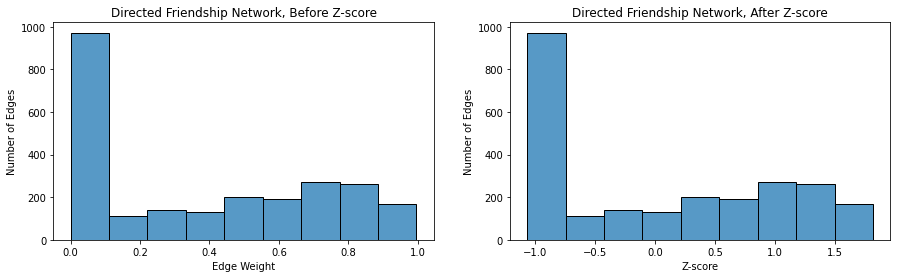 Directed Friendship Network, Before Z-score
1000
800
600
400
200
0
Number of Edges
0.0 0.2 0.4 0.6 0.8 1.0
Edge Weight
Directed Friendship Network, After Z-score
1000
800
600
400
200
0
Number of Edges
−1.0 −0.5 0.0 0.5 1.0 1.5
Z-score